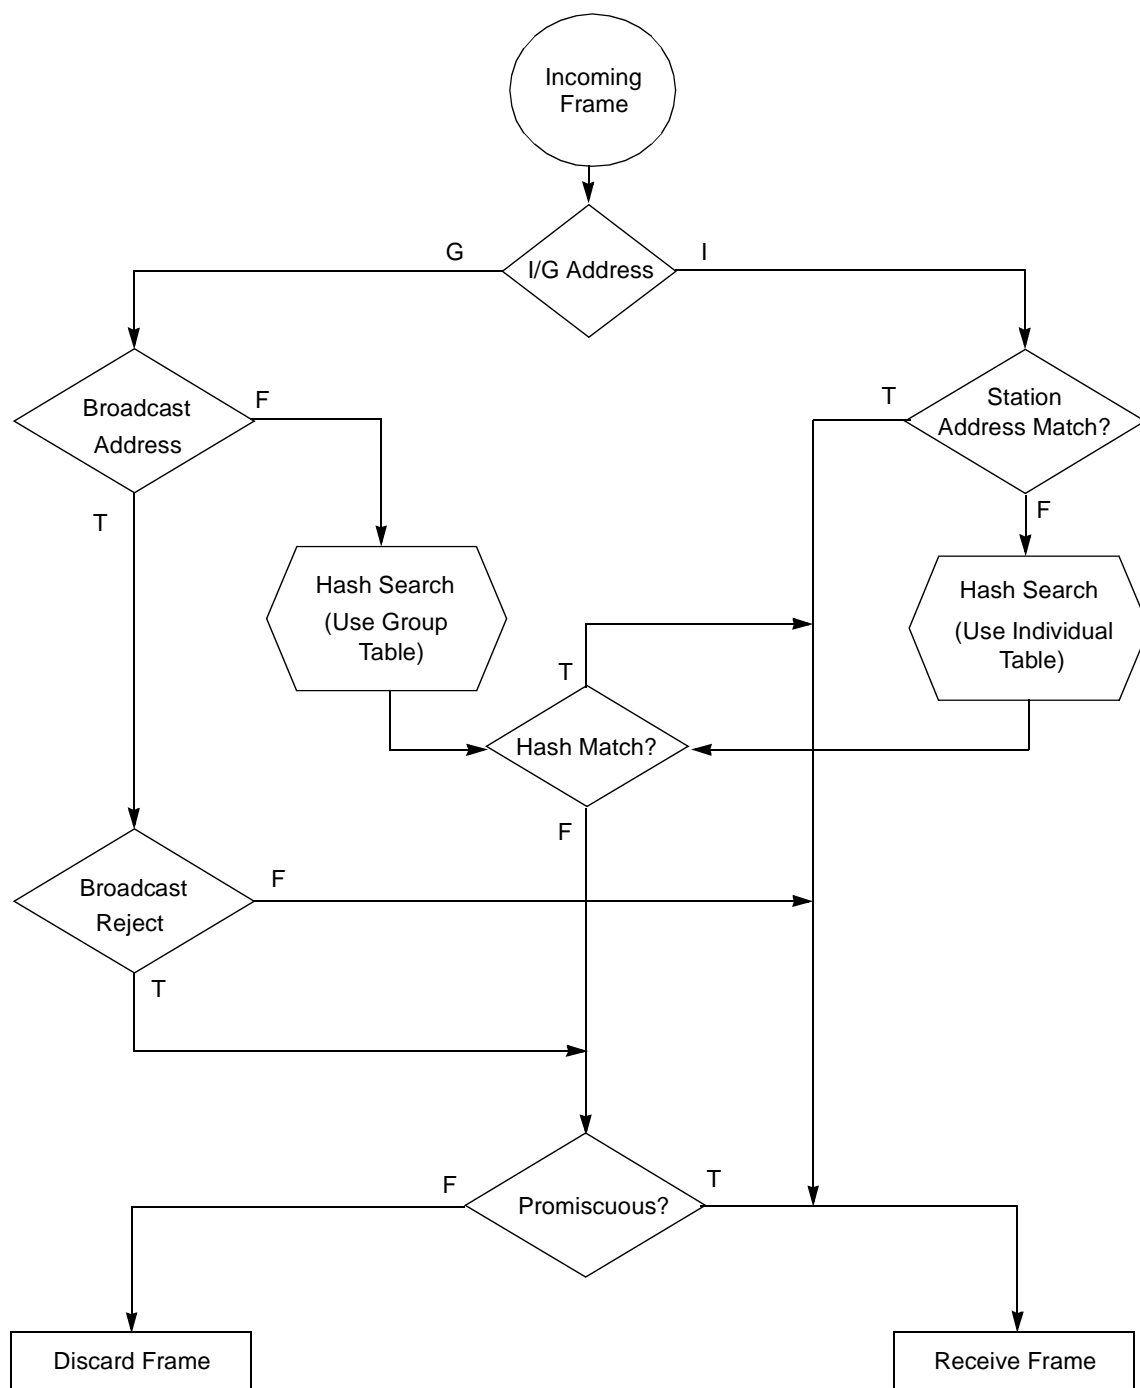 Incoming
Frame
G
I/G Address
I
Broadcast
Address
F
T
T
Station
Address Match?
F
Hash Search
(Use Group
Table)
Hash Search
(Use Individual
Table)
T
Hash Match?
F
Broadcast
Reject
F
T
F
Promiscuous?
T
Discard Frame
Receive Frame